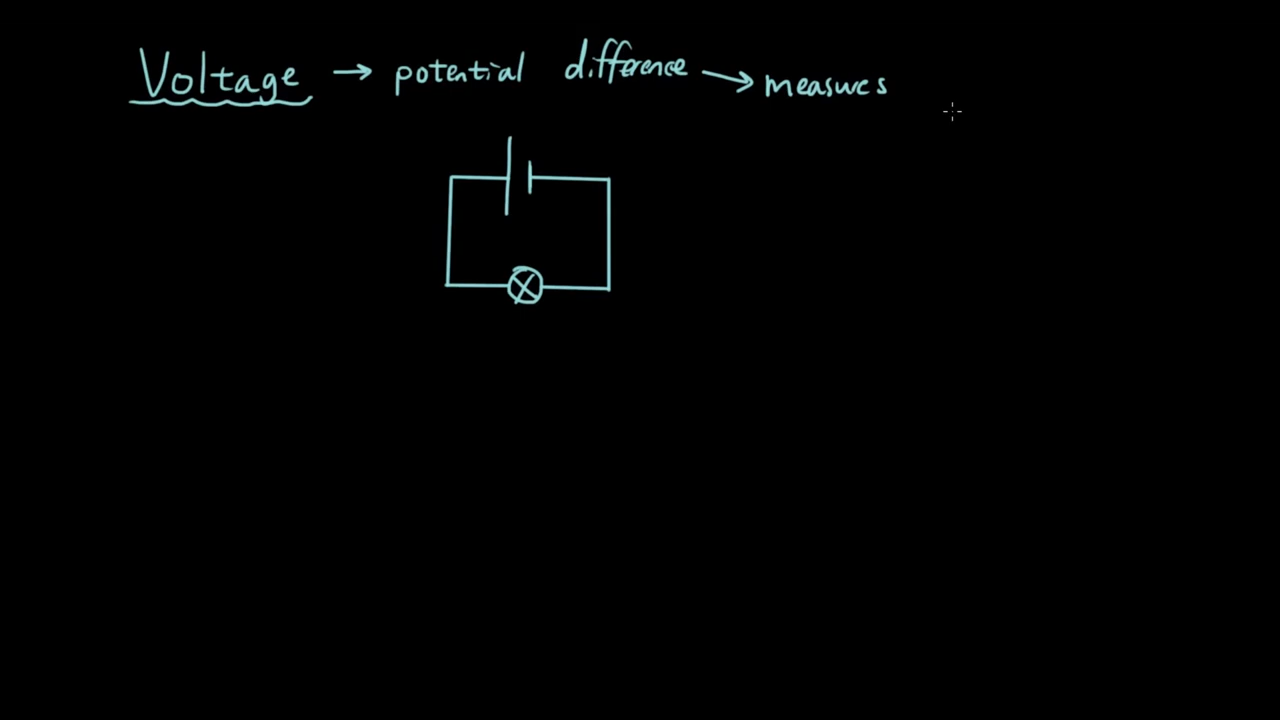 Voltage → potential difference → measures